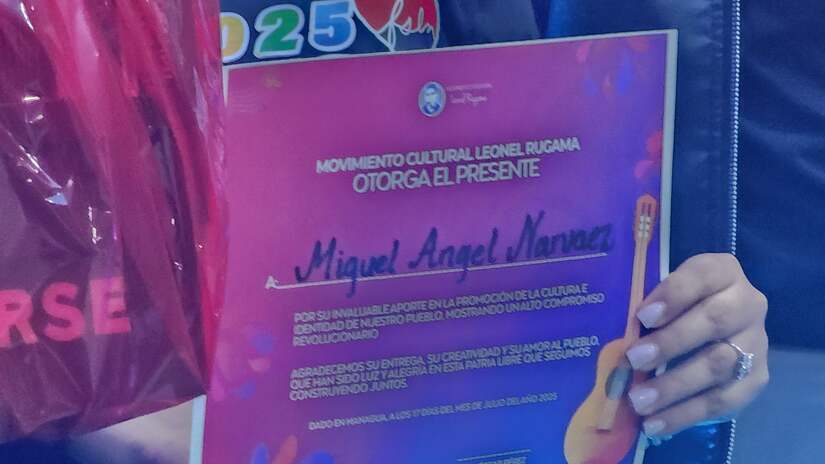 2025
fsln
MOVIMIENTO CULTURAL LEONEL RUGAMA
OTORGA EL PRESENTE
A: Miguel Angel Narvaez
POR SU INVALUABLE APORTE EN LA PROMOCIÓN DE LA CULTURA E
IDENTIDAD DE NUESTRO PUEBLO, MOSTRANDO UN ALTO COMPROMISO
REVOLUCIONARIO
AGRADECEMOS SU ENTREGA, SU CREATIVIDAD Y SU AMOR AL PUEBLO,
QUE HAN SIDO LUZ Y ALEGRÍA EN ESTA PATRIA LIBRE QUE SEGUIMOS
CONSTRUYENDO JUNTOS.
DADO EN MANAGUA, A LOS 17 DÍAS DEL MES DE JULIO DEL AÑO 2025
RSE